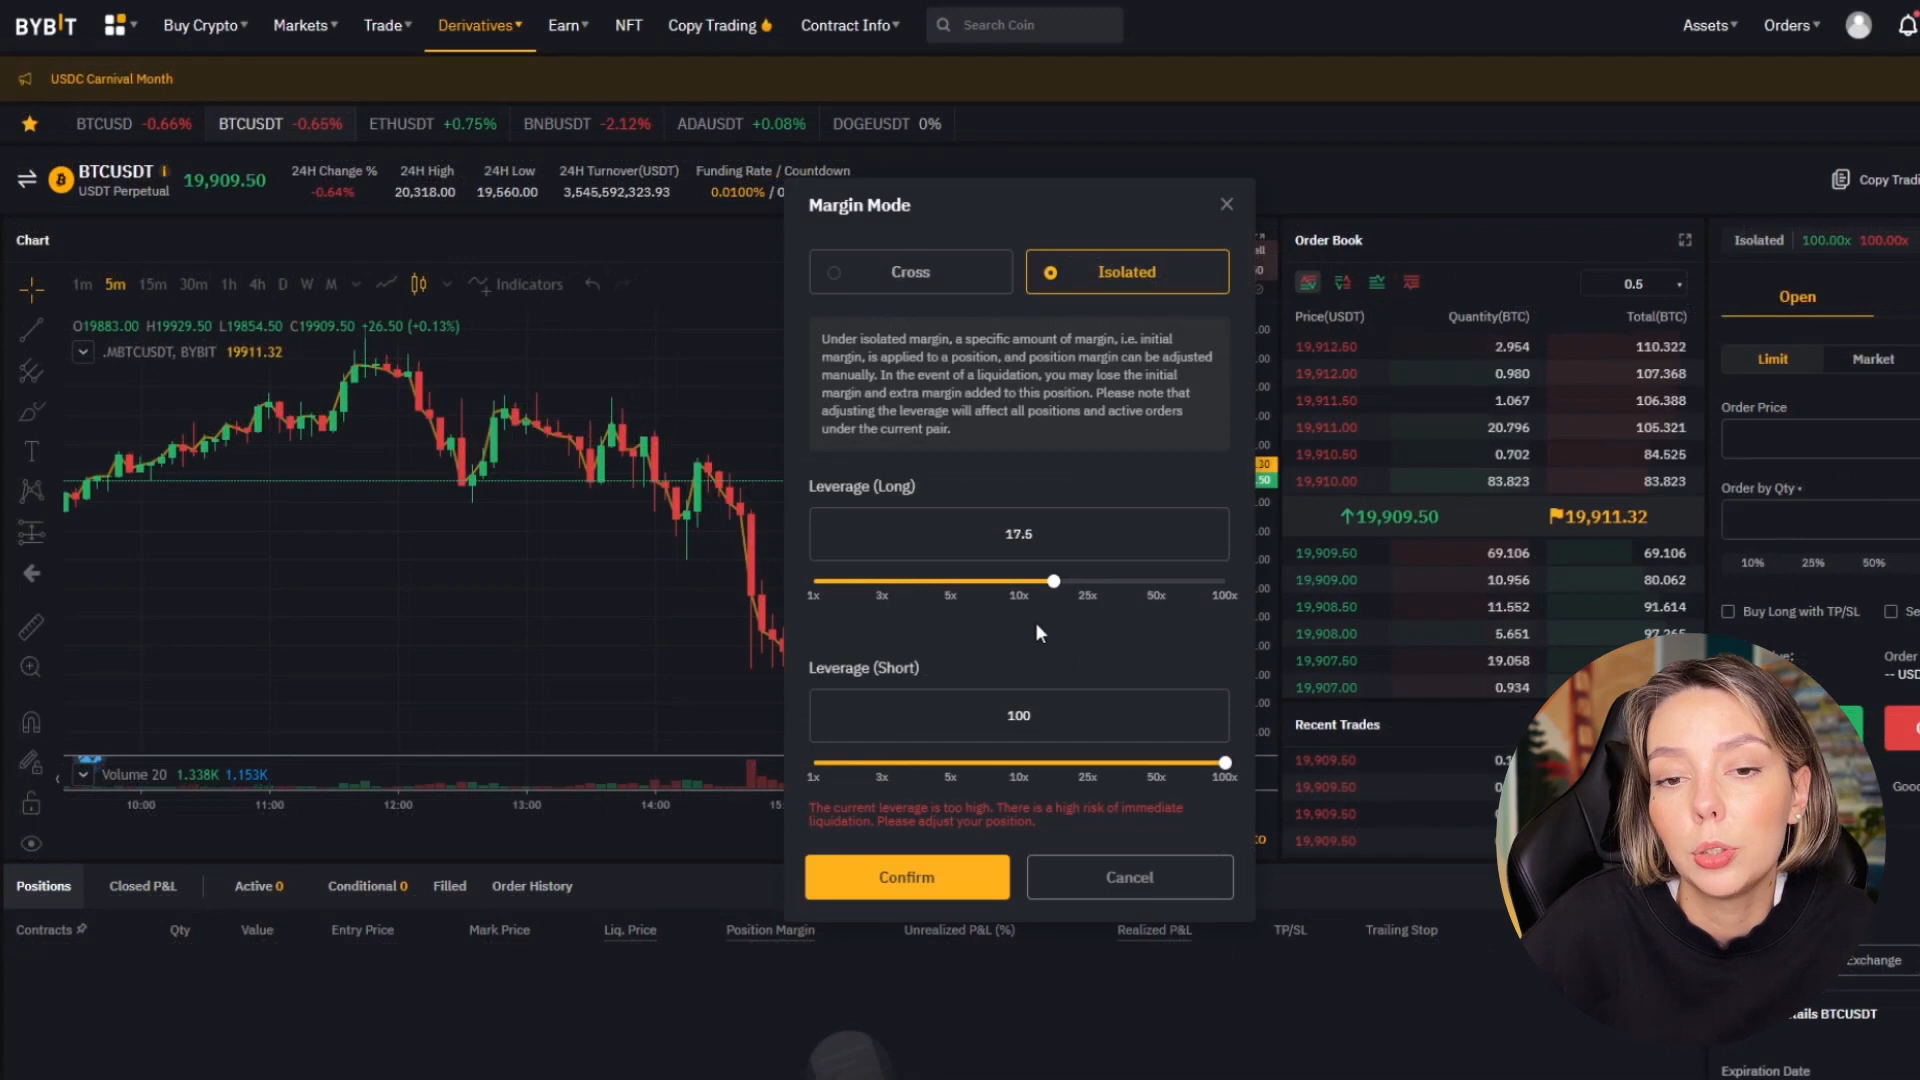 BYBIT
Buy Crypto
Markets
Trade
Derivatives
Earn
NFT
Copy Trading
Contract Info
Search Coin
Assets
Orders
USDC Carnival Month
BTCUSD -0.66%
BTCUSDT -0.65%
ETHUSDT +0.75%
BNBUSDT -2.12%
ADAUSDT +0.08%
DOGEUSDT 0%
BTCUSDT
USDT Perpetual
19,909.50
24H Change %
-0.64%
24H High
20,318.00
24H Low
19,560.00
24H Turnover(USDT)
3,545,592,323.93
Funding Rate / Countdown
0.0100% / 0
Copy Tradi
Chart
1m 5m 15m 30m 1h 4h D W M
Indicators
O19883.00 H19929.50 L19854.50 C19909.50 +26.50 (+0.13%)
.MBTCUSDT, BYBIT 19911.32
Volume 20 1.338K 1.153K
10:00 11:00 12:00 13:00 14:00 15:
Margin Mode
Cross
Isolated
Under isolated margin, a specific amount of margin, i.e. initial
margin, is applied to a position, and position margin can be adjusted
manually. In the event of a liquidation, you may lose the initial
margin and extra margin added to this position. Please note that
adjusting the leverage will affect all positions and active orders
under the current pair.
Leverage (Long)
17.5
1x 3x 5x 10x 25x 50x 100x
Leverage (Short)
100
1x 3x 5x 10x 25x 50x 100x
The current leverage is too high. There is a high risk of immediate
liquidation. Please adjust your position.
Confirm
Cancel
Order Book
0.5
Price(USDT) Quantity(BTC) Total(BTC)
19,912.50 2.954 110.322
19,912.00 0.980 107.368
19,911.50 1.067 106.388
19,911.00 20.796 105.321
19,910.50 0.702 84.525
19,910.00 83.823 83.823
19,909.50 19,911.32
19,909.50 69.106 69.106
19,909.00 10.956 80.062
19,908.50 11.552 91.614
19,908.00 5.651 97.265
19,907.50 19.058
19,907.00 0.934
Recent Trades
19,909.50 0.1
19,909.50
19,909.50
19,909.50
Isolated 100.00x 100.00x
Open
Limit
Market
Order Price
Order by Qty
10% 25% 50%
Buy Long with TP/SL
Se
Order
-- USD
Goo
Exchange
ails BTCUSDT
Expiration Date
Positions
Closed P&L
Active 0
Conditional 0
Filled
Order History
Contracts
Qty
Value
Entry Price
Mark Price
Liq. Price
Position Margin
Unrealized P&L (%)
Realized P&L
TP/SL
Trailing Stop